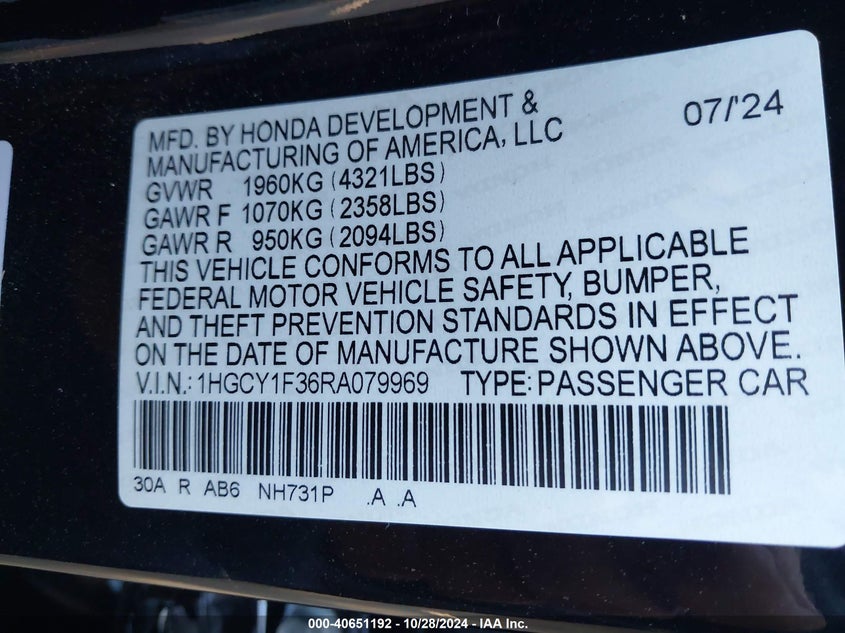 07/'24
MFD. BY HONDA DEVELOPMENT &
MANUFACTURING OF AMERICA, LLC
GVWR 1960KG (4321LBS)
GAWR F 1070KG (2358LBS)
GAWR R 950KG (2094LBS)
THIS VEHICLE CONFORMS TO ALL APPLICABLE
FEDERAL MOTOR VEHICLE SAFETY, BUMPER,
AND THEFT PREVENTION STANDARDS IN EFFECT
ON THE DATE OF MANUFACTURE SHOWN ABOVE.
V.I.N.: 1HGCY1F36RA079969 TYPE: PASSENGER CAR
30A R AB6 NH731P .A .A
000-40651192 - 10/28/2024 - IAA Inc.